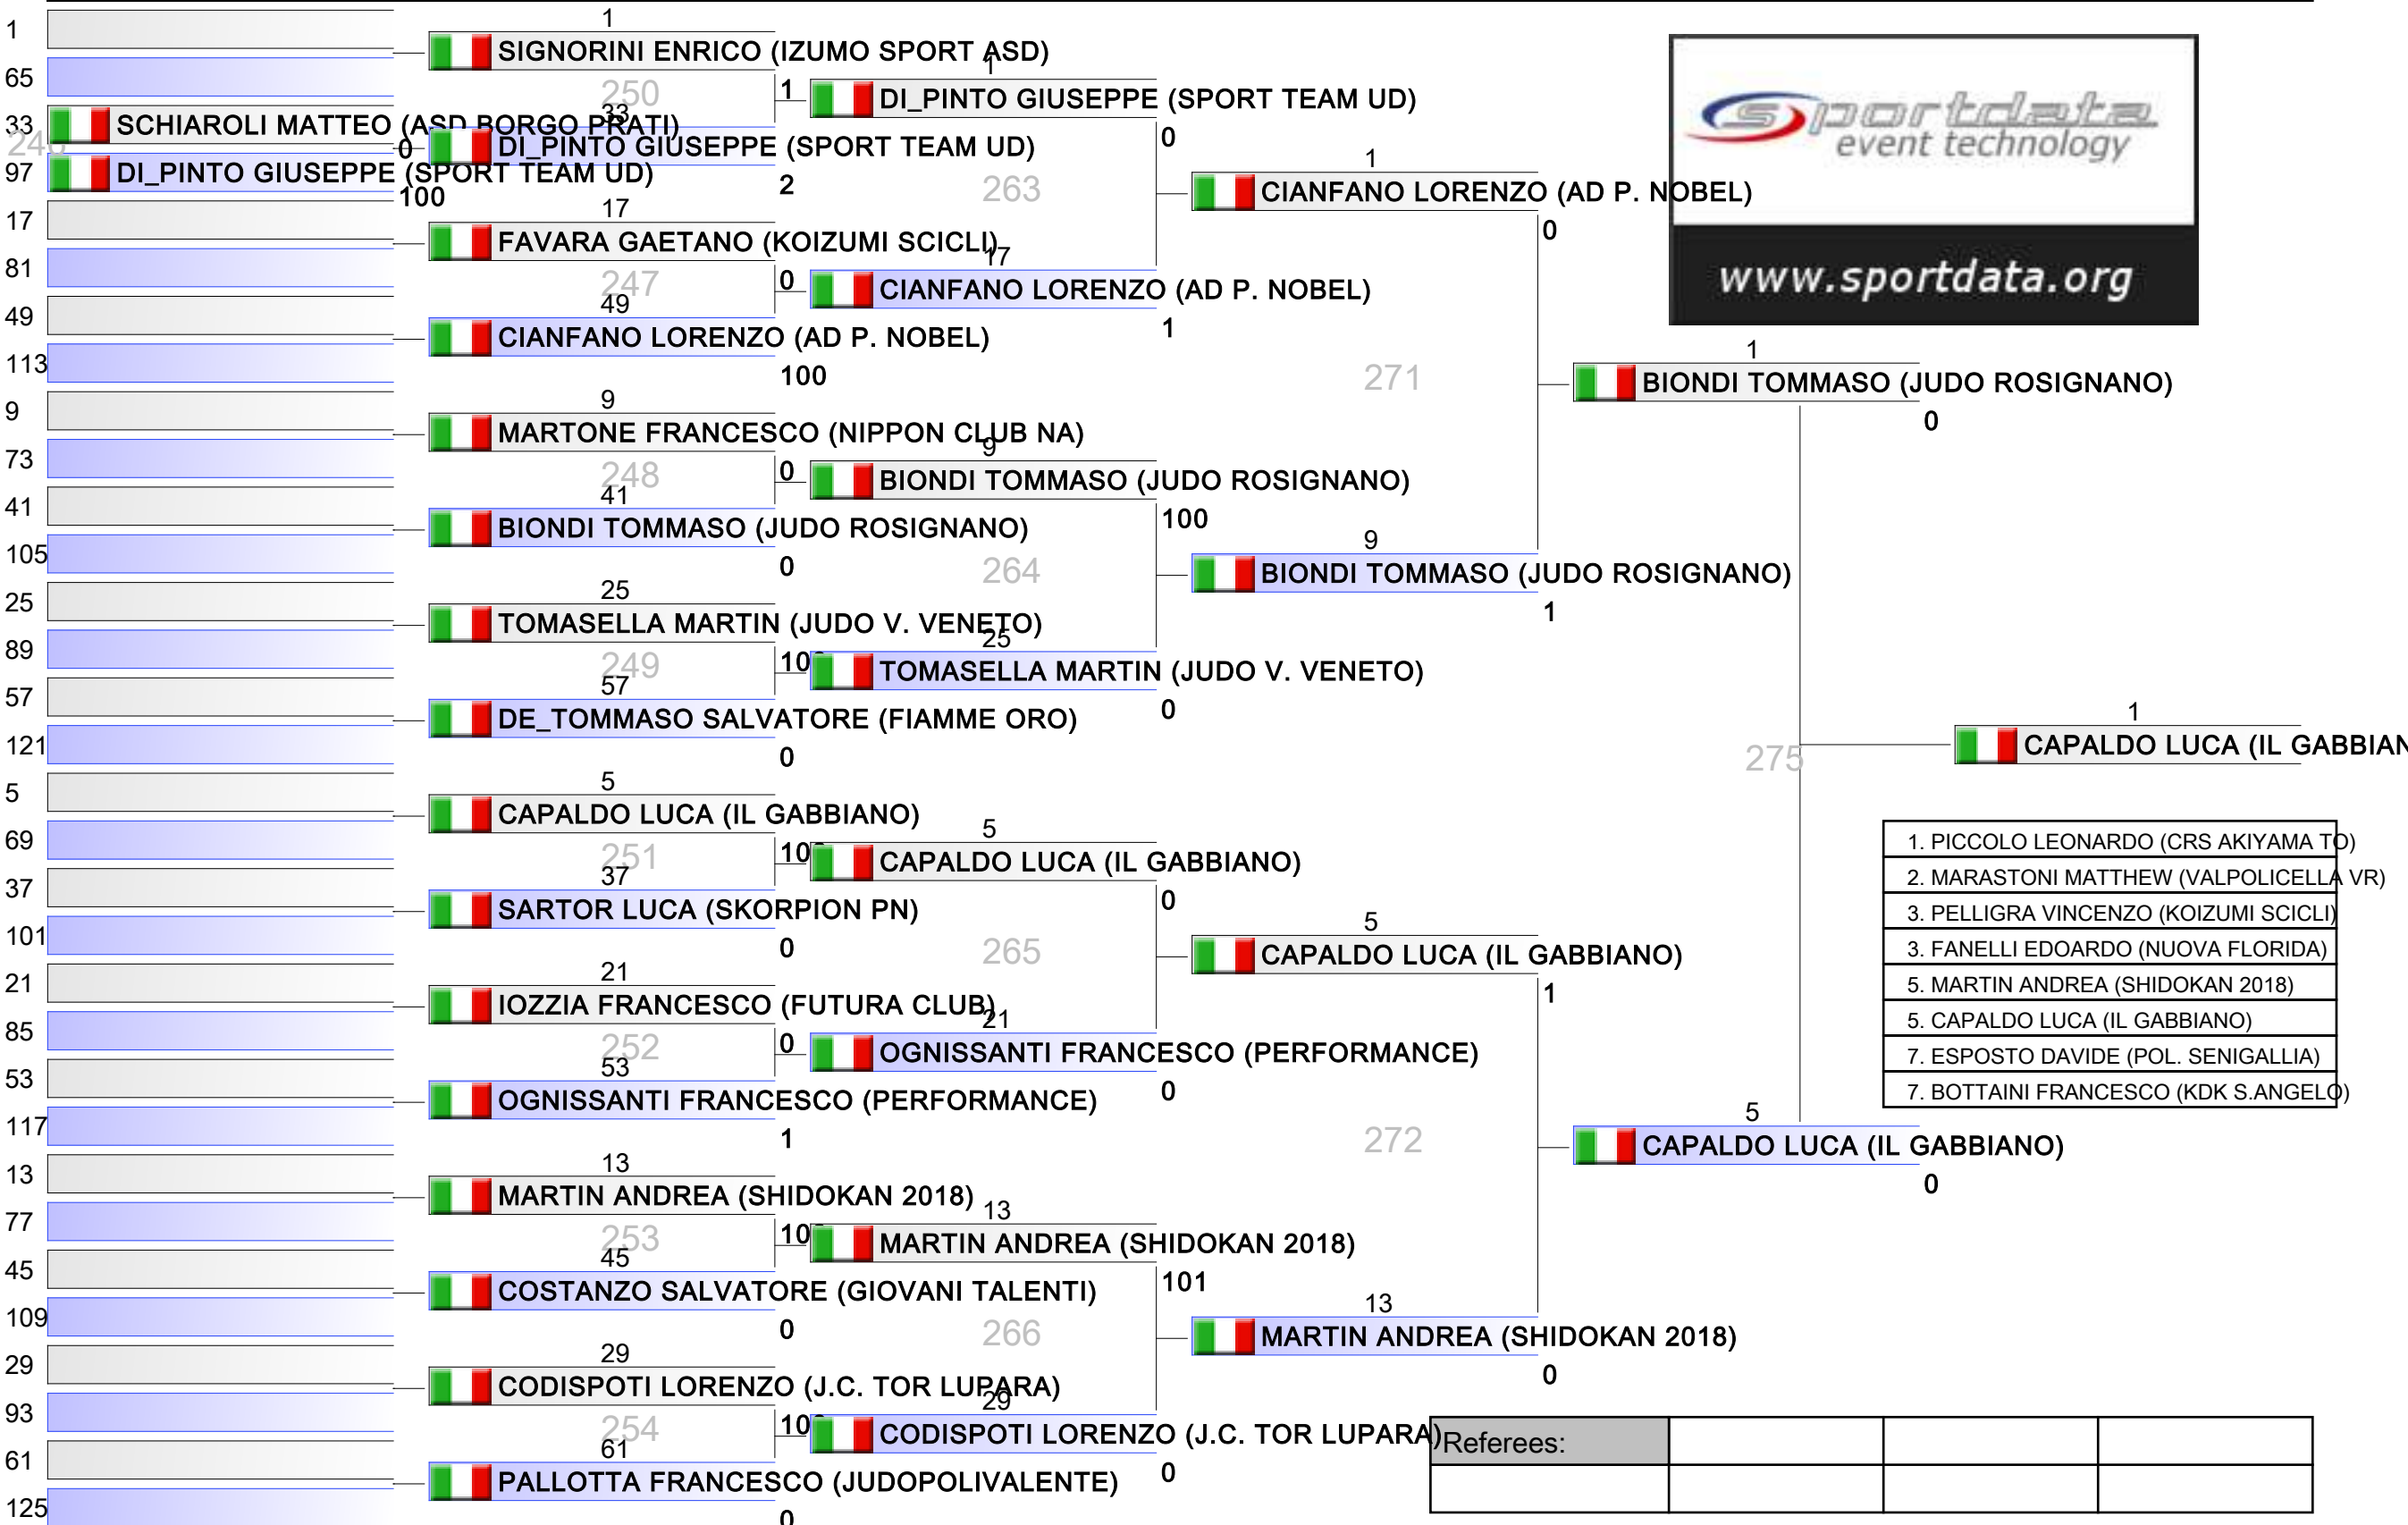 1
65
33
SCHIAROLI MATTEO (ASD BORGO PRATI)
0
97
DI_PINTO GIUSEPPE (SPORT TEAM UD)
100
17
81
49
113
9
73
41
105
25
89
57
121
5
69
37
101
21
85
53
117
13
77
45
109
29
93
61
125
1
SIGNORINI ENRICO (IZUMO SPORT ASD)
1
250
33
DI_PINTO GIUSEPPE (SPORT TEAM UD)
2
17
FAVARA GAETANO (KOIZUMI SCICLI)
0
247
49
CIANFANO LORENZO (AD P. NOBEL)
100
9
MARTONE FRANCESCO (NIPPON CLUB NA)
0
248
41
BIONDI TOMMASO (JUDO ROSIGNANO)
0
25
TOMASELLA MARTIN (JUDO V. VENETO)
249
57
DE_TOMMASO SALVATORE (FIAMME ORO)
0
5
CAPALDO LUCA (IL GABBIANO)
251
37
SARTOR LUCA (SKORPION PN)
0
21
IOZZIA FRANCESCO (FUTURA CLUB)
0
252
53
OGNISSANTI FRANCESCO (PERFORMANCE)
1
13
MARTIN ANDREA (SHIDOKAN 2018)
253
45
COSTANZO SALVATORE (GIOVANI TALENTI)
0
29
CODISPOTI LORENZO (J.C. TOR LUPARA)
254
61
PALLOTTA FRANCESCO (JUDOPOLIVALENTE)
0
1
DI_PINTO GIUSEPPE (SPORT TEAM UD)
0
263
17
CIANFANO LORENZO (AD P. NOBEL)
1
9
BIONDI TOMMASO (JUDO ROSIGNANO)
100
264
25
TOMASELLA MARTIN (JUDO V. VENETO)
0
5
CAPALDO LUCA (IL GABBIANO)
0
265
21
OGNISSANTI FRANCESCO (PERFORMANCE)
0
13
MARTIN ANDREA (SHIDOKAN 2018)
101
266
29
CODISPOTI LORENZO (J.C. TOR LUPARA)
0
1
CIANFANO LORENZO (AD P. NOBEL)
0
271
9
BIONDI TOMMASO (JUDO ROSIGNANO)
1
5
CAPALDO LUCA (IL GABBIANO)
1
272
13
MARTIN ANDREA (SHIDOKAN 2018)
0
sportdata
event technology
www.sportdata.org
1
BIONDI TOMMASO (JUDO ROSIGNANO)
0
275
5
CAPALDO LUCA (IL GABBIANO)
0
1
CAPALDO LUCA (IL GABBIAN
1. PICCOLO LEONARDO (CRS AKIYAMA TO)
2. MARASTONI MATTHEW (VALPOLICELLA VR)
3. PELLIGRA VINCENZO (KOIZUMI SCICLI)
3. FANELLI EDOARDO (NUOVA FLORIDA)
5. MARTIN ANDREA (SHIDOKAN 2018)
5. CAPALDO LUCA (IL GABBIANO)
7. ESPOSTO DAVIDE (POL. SENIGALLIA)
7. BOTTAINI FRANCESCO (KDK S.ANGELO)
Referees: